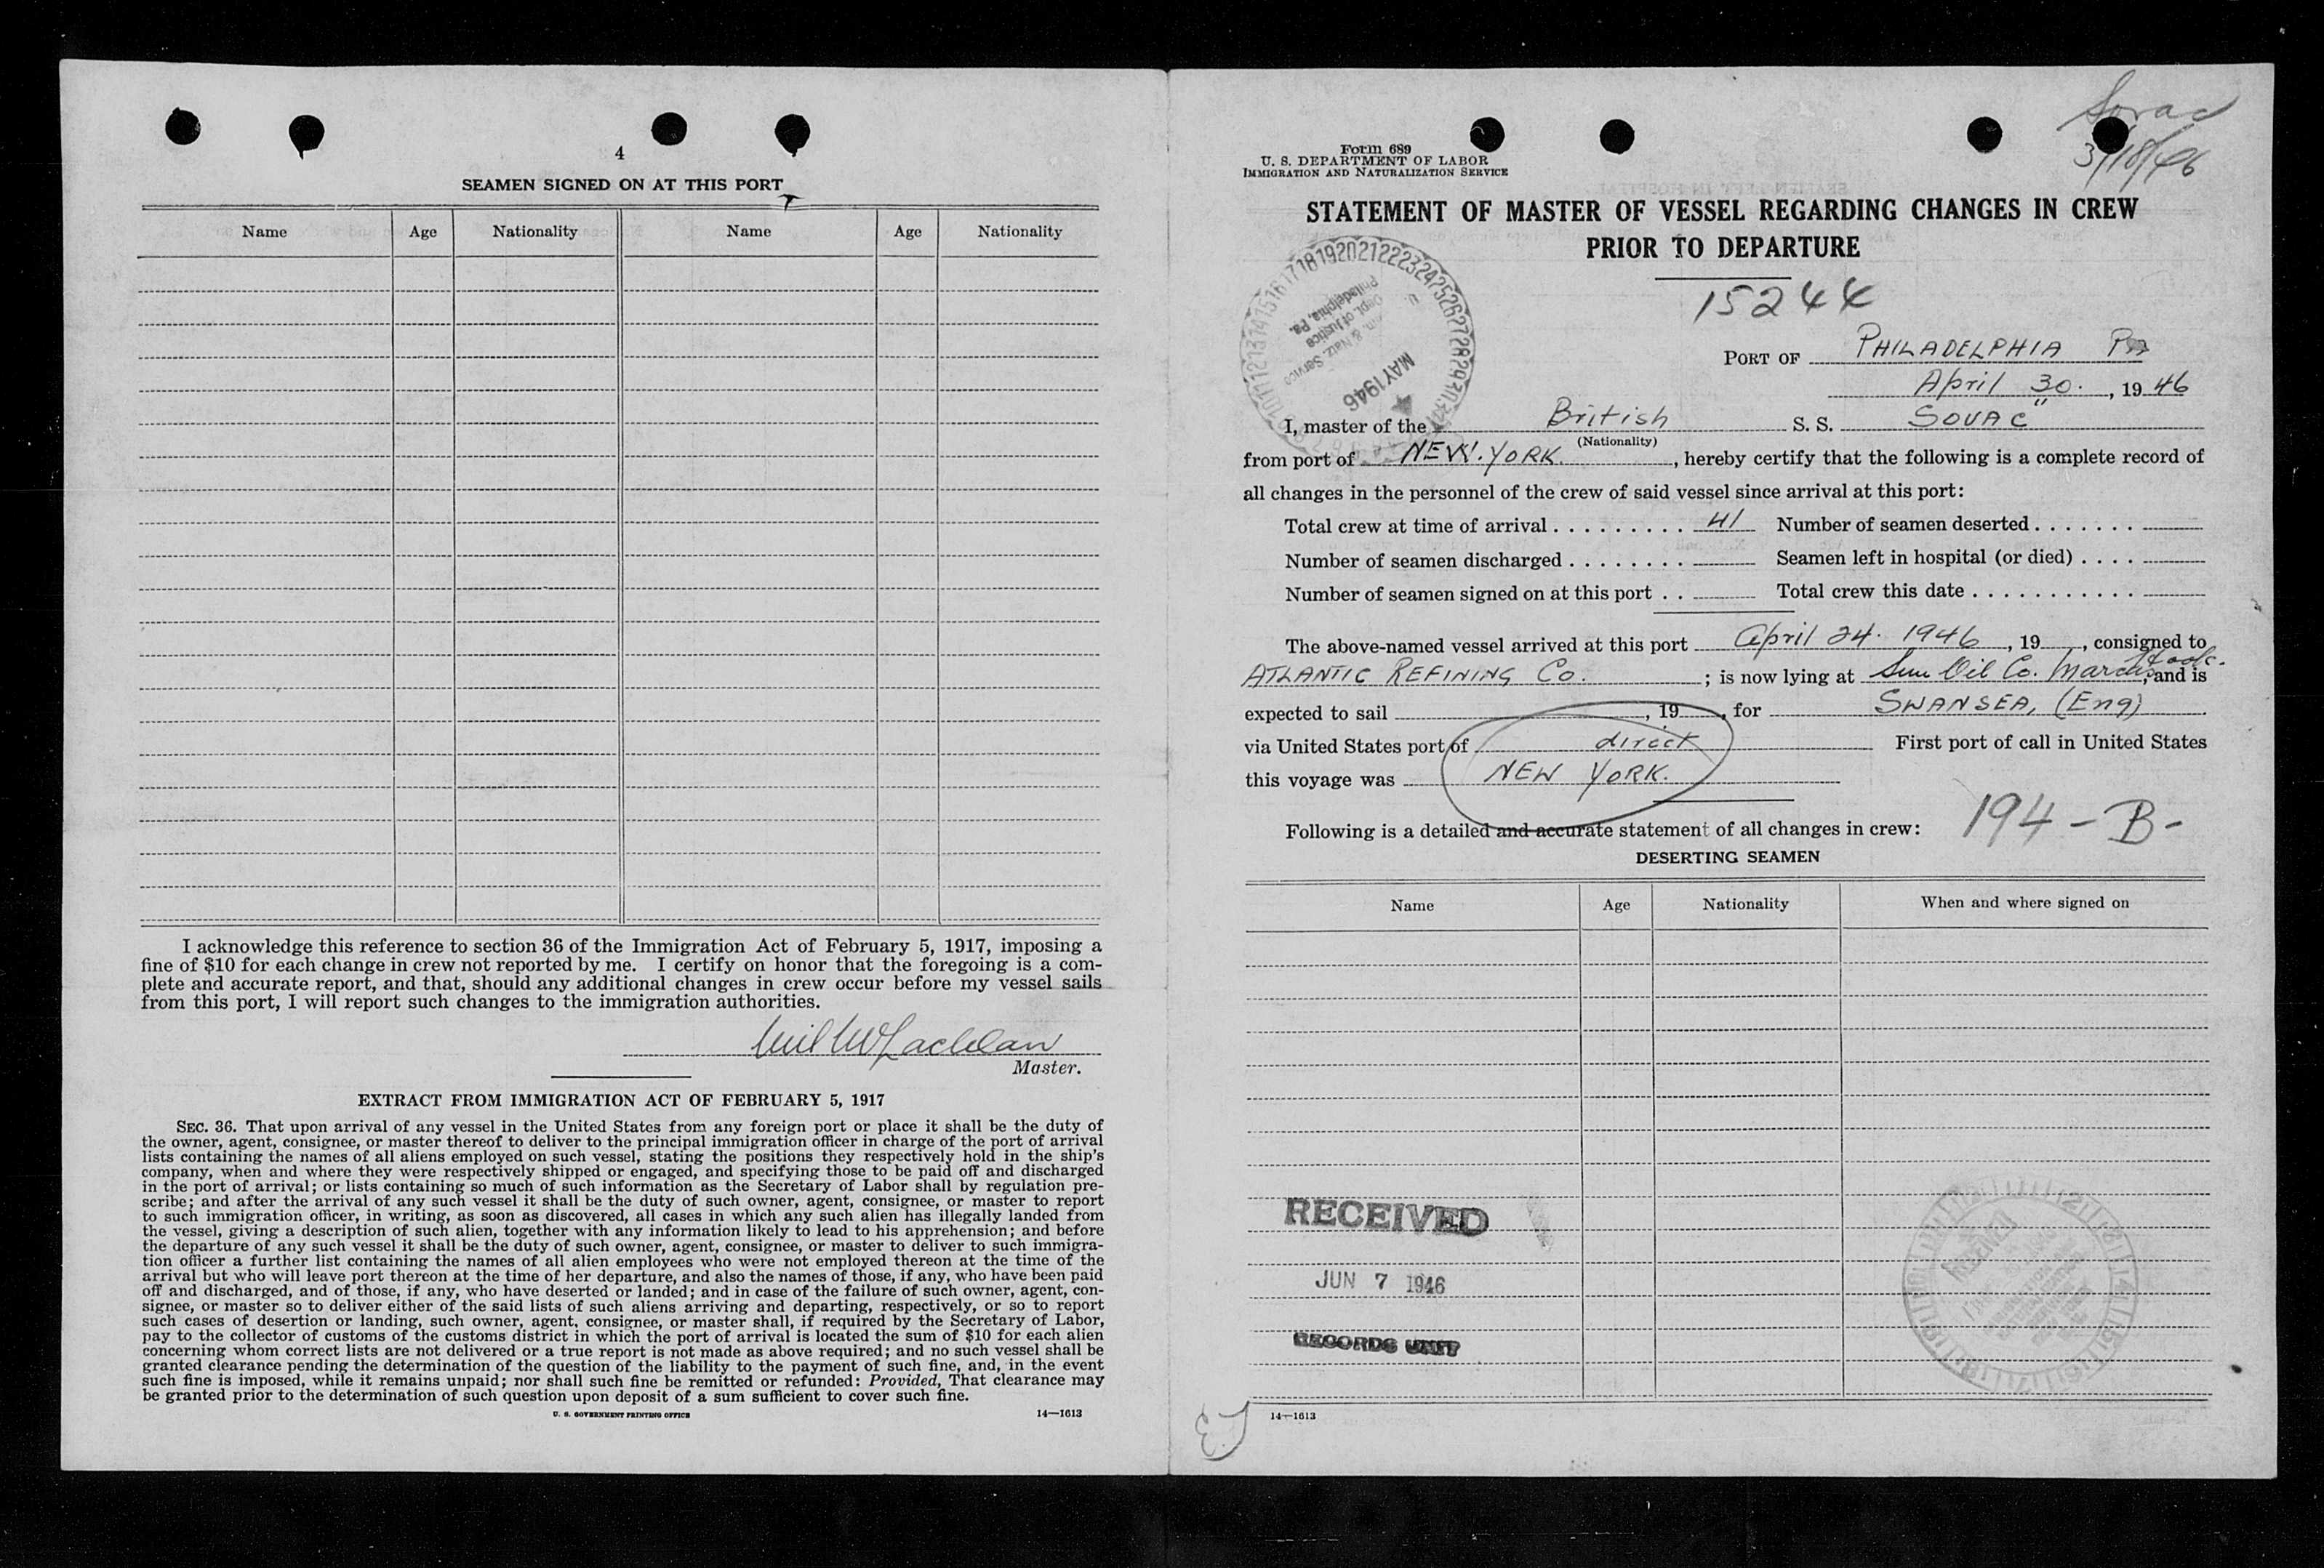 4
SEAMEN SIGNED ON AT THIS PORT
Name Age Nationality Name Age Nationality
I acknowledge this reference to section 36 of the Immigration Act of February 5, 1917, imposing a
fine of $10 for each change in crew not reported by me. I certify on honor that the foregoing is a com-
plete and accurate report, and that, should any additional changes in crew occur before my vessel sails
from this port, I will report such changes to the immigration authorities.
Neil McLachlan
Master.
EXTRACT FROM IMMIGRATION ACT OF FEBRUARY 5, 1917
SEC. 36. That upon arrival of any vessel in the United States from any foreign port or place it shall be the duty of
the owner, agent, consignee, or master thereof to deliver to the principal immigration officer in charge of the port of arrival
lists containing the names of all aliens employed on such vessel, stating the positions they respectively hold in the ship's
company, when and where they were respectively shipped or engaged, and specifying those to be paid off and discharged
in the port of arrival; or lists containing so much of such information as the Secretary of Labor shall by regulation pre-
scribe; and after the arrival of any such vessel it shall be the duty of such owner, agent, consignee, or master to report
to such immigration officer, in writing, as soon as discovered, all cases in which any such alien has illegally landed from
the vessel, giving a description of such alien, together with any information likely to lead to his apprehension; and before
the departure of any such vessel it shall be the duty of such owner, agent, consignee, or master to deliver to such immigra-
tion officer a further list containing the names of all alien employees who were not employed thereon at the time of the
arrival but who will leave port thereon at the time of her departure, and also the names of those, if any, who have been paid
off and discharged, and of those, if any, who have deserted or landed; and in case of the failure of such owner, agent, con-
signee, or master so to deliver either of the said lists of such aliens arriving and departing, respectively, or so to report
such cases of desertion or landing, such owner, agent, consignee, or master shall, if required by the Secretary of Labor,
pay to the collector of customs of the customs district in which the port of arrival is located the sum of $10 for each alien
concerning whom correct lists are not delivered or a true report is not made as above required; and no such vessel shall be
granted clearance pending the determination of the question of the liability to the payment of such fine, and, in the event
such fine is imposed, while it remains unpaid; nor shall such fine be remitted or refunded: Provided, That clearance may
be granted prior to the determination of such question upon deposit of a sum sufficient to cover such fine.
U. S. GOVERNMENT PRINTING OFFICE 14—1613
Sovac
3/18/46
Form 689
U. S. DEPARTMENT OF LABOR
IMMIGRATION AND NATURALIZATION SERVICE
STATEMENT OF MASTER OF VESSEL REGARDING CHANGES IN CREW
PRIOR TO DEPARTURE
15244
PORT OF PHILADELPHIA Pa
April 30. , 19 46
I, master of the British S. S. SOVAC"
(Nationality)
from port of NEW.YORK. , hereby certify that the following is a complete record of
all changes in the personnel of the crew of said vessel since arrival at this port:
Total crew at time of arrival . . . . . . . . . 41 Number of seamen deserted . . . . . . .
Number of seamen discharged . . . . . . . . Seamen left in hospital (or died) . . . .
Number of seamen signed on at this port . . Total crew this date . . . . . . . . . . .
The above-named vessel arrived at this port April 24. 1946 , 19 , consigned to
ATLANTIC REFINING Co. ; is now lying at Sun Oil Co. Marcus Hook. , and is
expected to sail , 19 , for SWANSEA, (Eng)
via United States port of direct First port of call in United States
this voyage was NEW YORK.
Following is a detailed and accurate statement of all changes in crew: 194-B-
DESERTING SEAMEN
Name Age Nationality When and where signed on
MAY 1946
Natz. Service
Dept. of Justice
Philadelphia, Pa.
RECEIVED
JUN 7 1946
RECORDS UNIT
14—1613